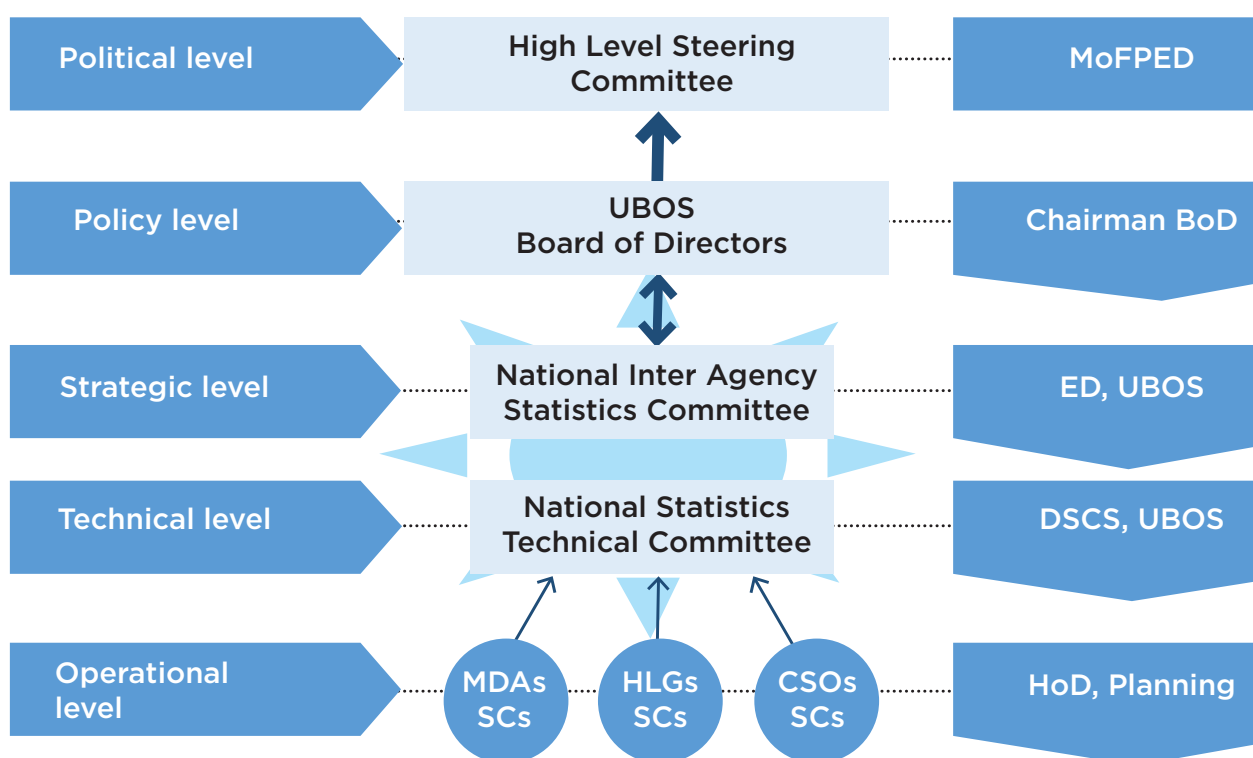 Political level
High Level Steering
Committee
MoFPED
Policy level
UBOS
Board of Directors
Chairman BoD
Strategic level
National Inter Agency
Statistics Committee
ED, UBOS
Technical level
National Statistics
Technical Committee
DSCS, UBOS
Operational
level
MDAs
SCs
HLGs
SCs
CSOs
SCs
HoD, Planning